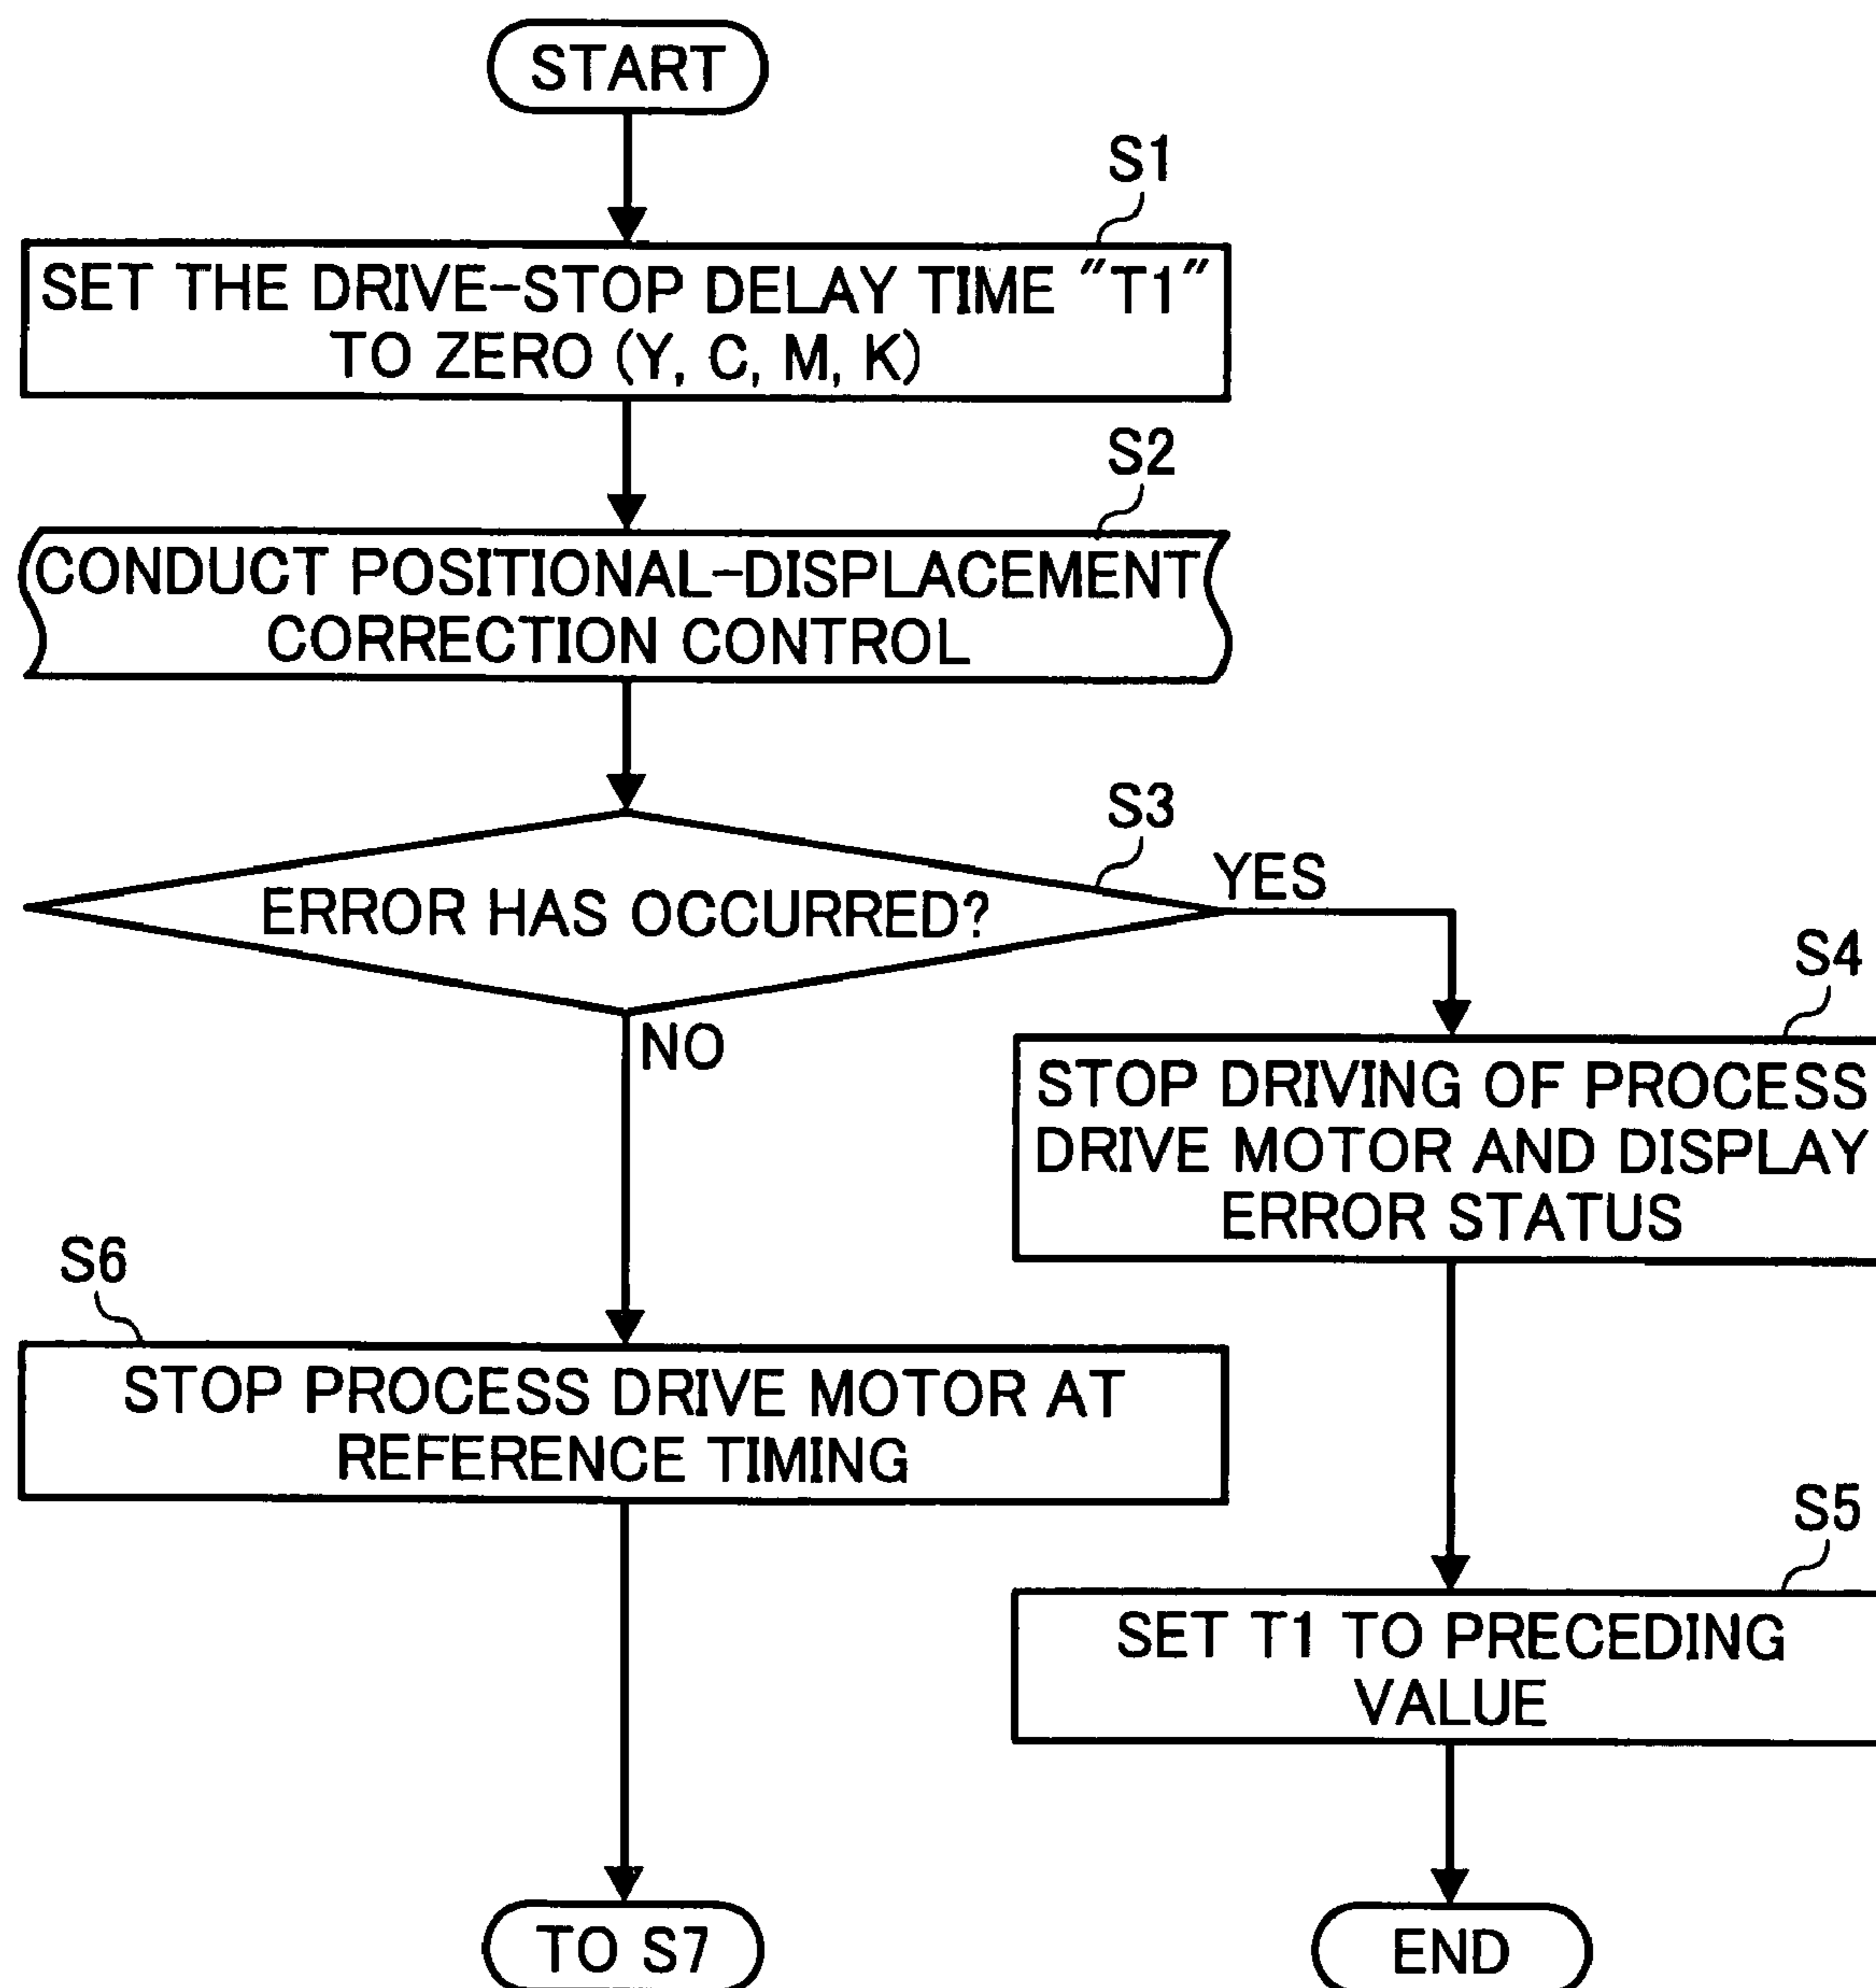 START
S1
SET THE DRIVE-STOP DELAY TIME "T1"
TO ZERO (Y, C, M, K)
S2
CONDUCT POSITIONAL-DISPLACEMENT
CORRECTION CONTROL
S3
ERROR HAS OCCURRED?
YES
NO
S4
STOP DRIVING OF PROCESS
DRIVE MOTOR AND DISPLAY
ERROR STATUS
S6
STOP PROCESS DRIVE MOTOR AT
REFERENCE TIMING
S5
SET T1 TO PRECEDING
VALUE
TO S7
END